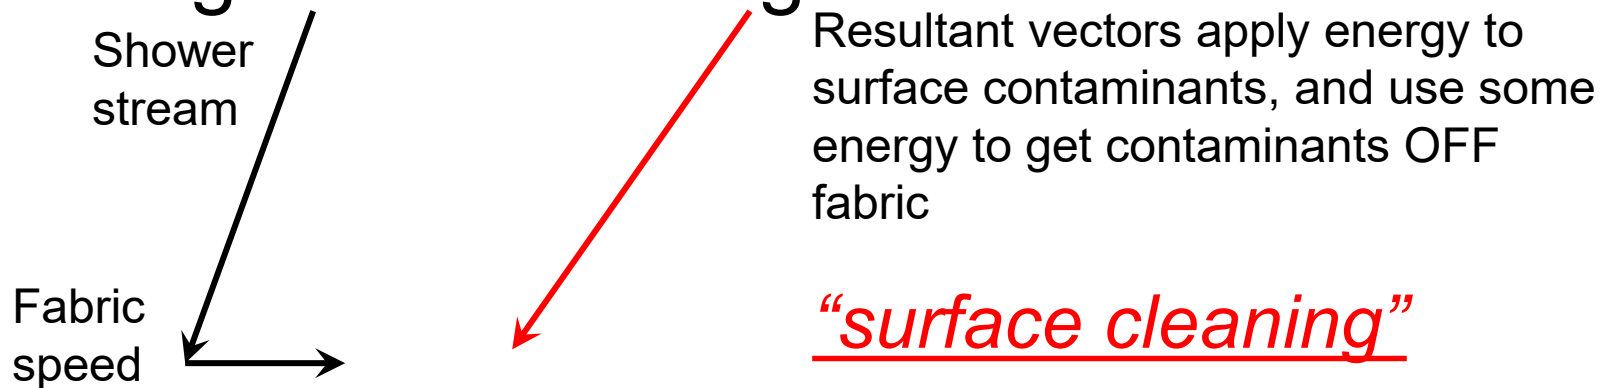 Shower
stream
Resultant vectors apply energy to
surface contaminants, and use some
energy to get contaminants OFF
fabric
Fabric
speed
“surface cleaning”